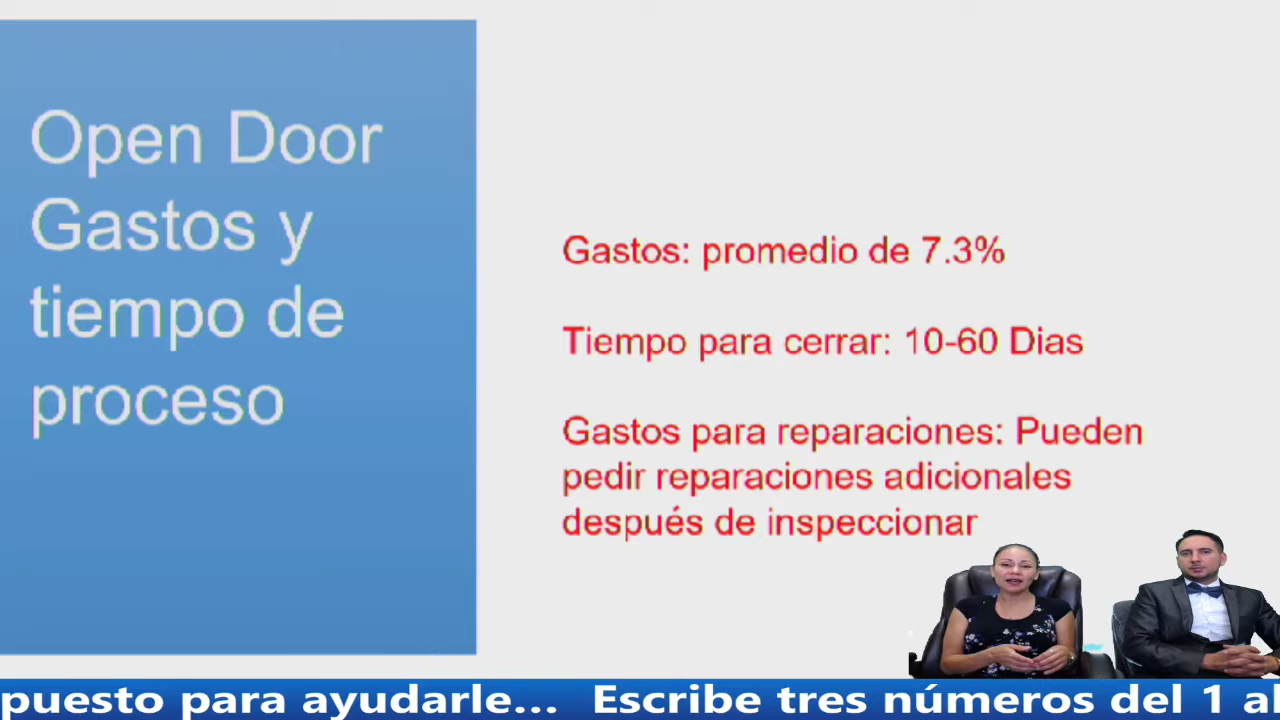 Open Door
Gastos y
tiempo de
proceso
Gastos: promedio de 7.3%
Tiempo para cerrar: 10-60 Dias
Gastos para reparaciones: Pueden
pedir reparaciones adicionales
después de inspeccionar
puesto para ayudarle... Escribe tres números del 1 al